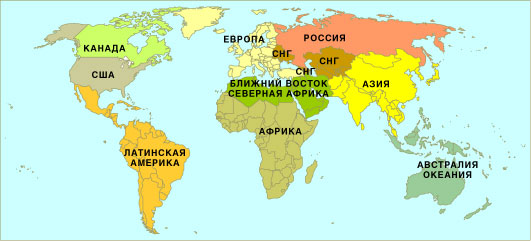 ЕВРОПА
РОССИЯ
КАНАДА
СНГ
СНГ
США
СНГ
БЛИЖНИЙ ВОСТОК
СЕВЕРНАЯ АФРИКА
АЗИЯ
АФРИКА
ЛАТИНСКАЯ
АМЕРИКА
АВСТРАЛИЯ
ОКЕАНИЯ